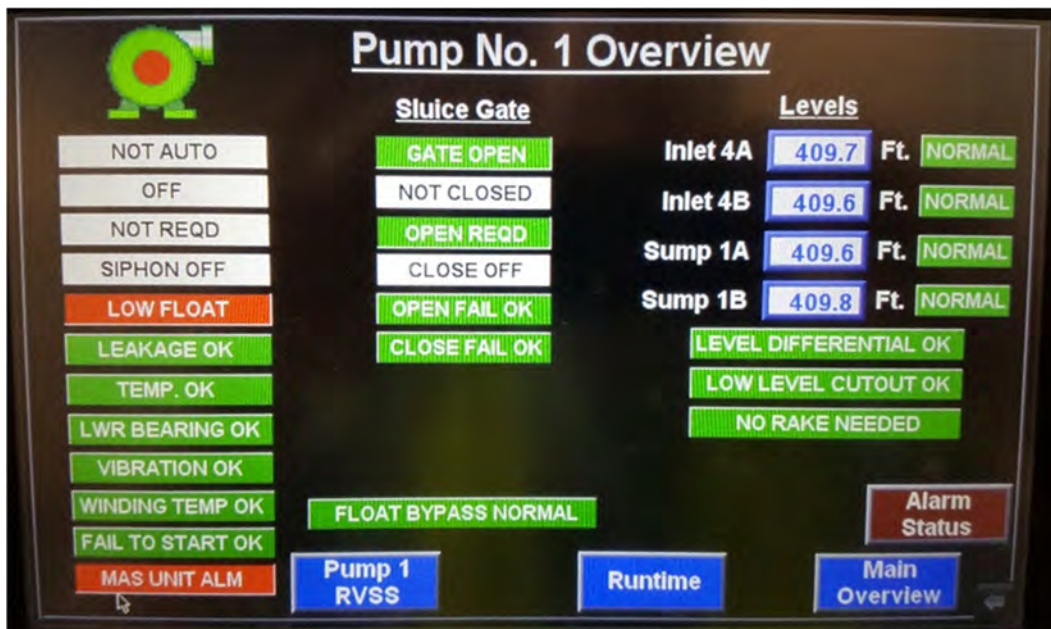 Pump No. 1 Overview
Sluice Gate
Levels
NOT AUTO
OFF
NOT REQD
SIPHON OFF
LOW FLOAT
LEAKAGE OK
TEMP. OK
LWR BEARING OK
VIBRATION OK
WINDING TEMP OK
FAIL TO START OK
MAS UNIT ALM
GATE OPEN
NOT CLOSED
OPEN REQD
CLOSE OFF
OPEN FAIL OK
CLOSE FAIL OK
FLOAT BYPASS NORMAL
Inlet 4A 409.7 Ft. NORMAL
Inlet 4B 409.6 Ft. NORMAL
Sump 1A 409.6 Ft. NORMAL
Sump 1B 409.8 Ft. NORMAL
LEVEL DIFFERENTIAL OK
LOW LEVEL CUTOUT OK
NO RAKE NEEDED
Alarm
Status
Pump 1
RVSS
Runtime
Main
Overview